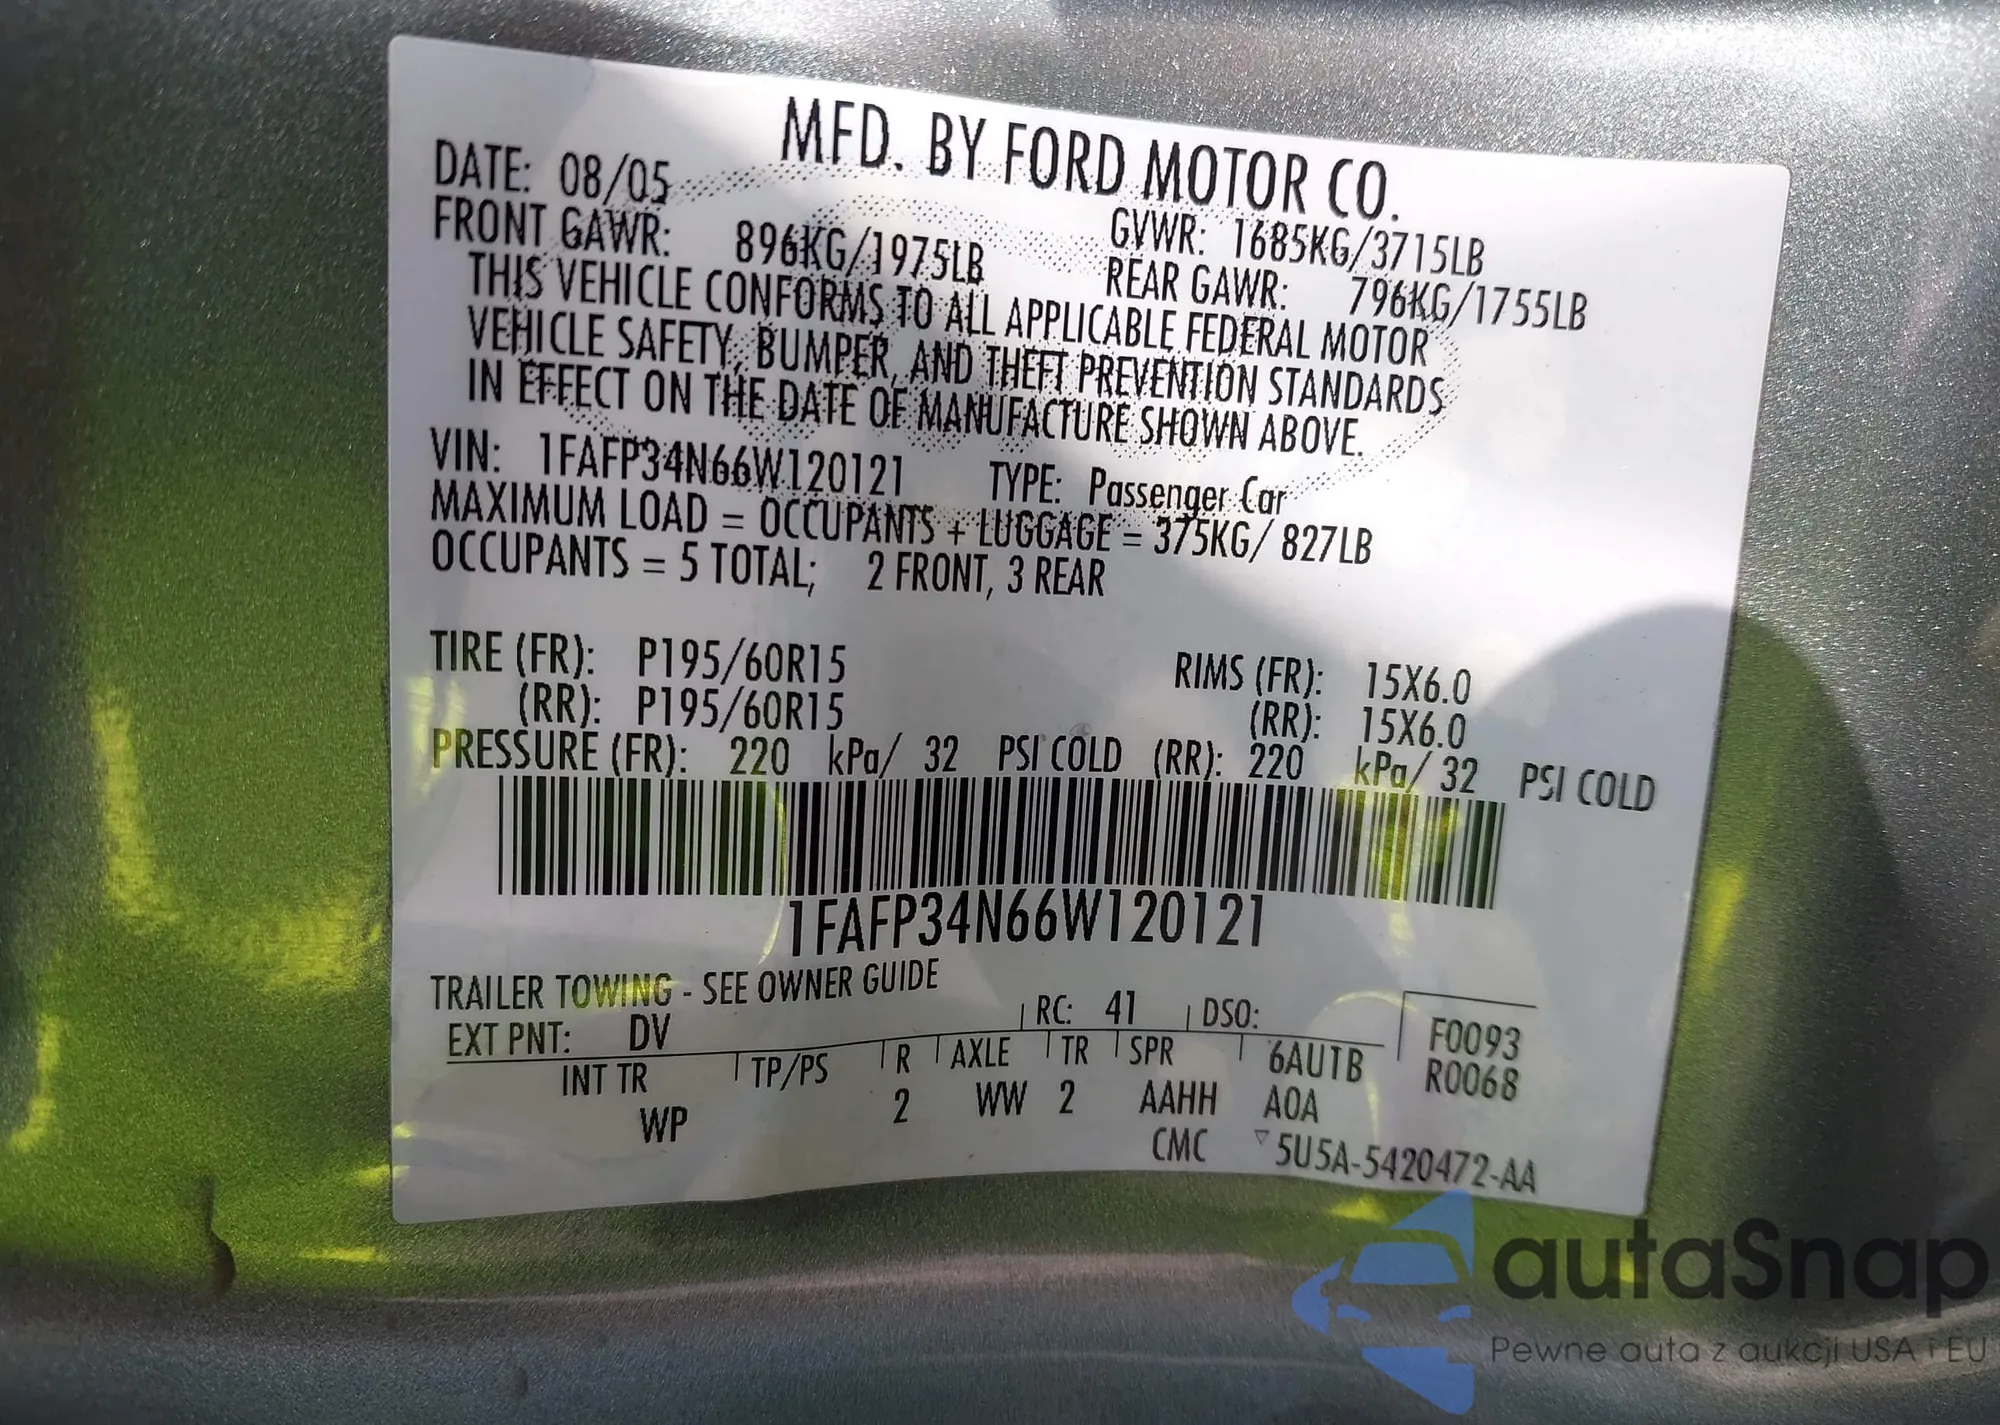 MFD. BY FORD MOTOR CO.
DATE: 08/05
GVWR: 1685KG/3715LB
FRONT GAWR: 896KG/1975LB
REAR GAWR: 796KG/1755LB
THIS VEHICLE CONFORMS TO ALL APPLICABLE FEDERAL MOTOR
VEHICLE SAFETY, BUMPER, AND THEFT PREVENTION STANDARDS
IN EFFECT ON THE DATE OF MANUFACTURE SHOWN ABOVE.
VIN: 1FAFP34N66W120121 TYPE: Passenger Car
MAXIMUM LOAD = OCCUPANTS + LUGGAGE = 375KG/ 827LB
OCCUPANTS = 5 TOTAL; 2 FRONT, 3 REAR
TIRE (FR): P195/60R15 RIMS (FR): 15X6.0
(RR): P195/60R15 (RR): 15X6.0
PRESSURE (FR): 220 kPa/ 32 PSI COLD (RR): 220 kPa/ 32 PSI COLD
1FAFP34N66W120121
TRAILER TOWING - SEE OWNER GUIDE
EXT PNT: DV RC: 41 DSO: F0093
INT TR TP/PS R AXLE TR SPR 6AUTB R0068
WP 2 WW 2 AAHH A0A
CMC ▽5U5A-5420472-AA
autaSnap
Pewne auta z aukcji USA i EU